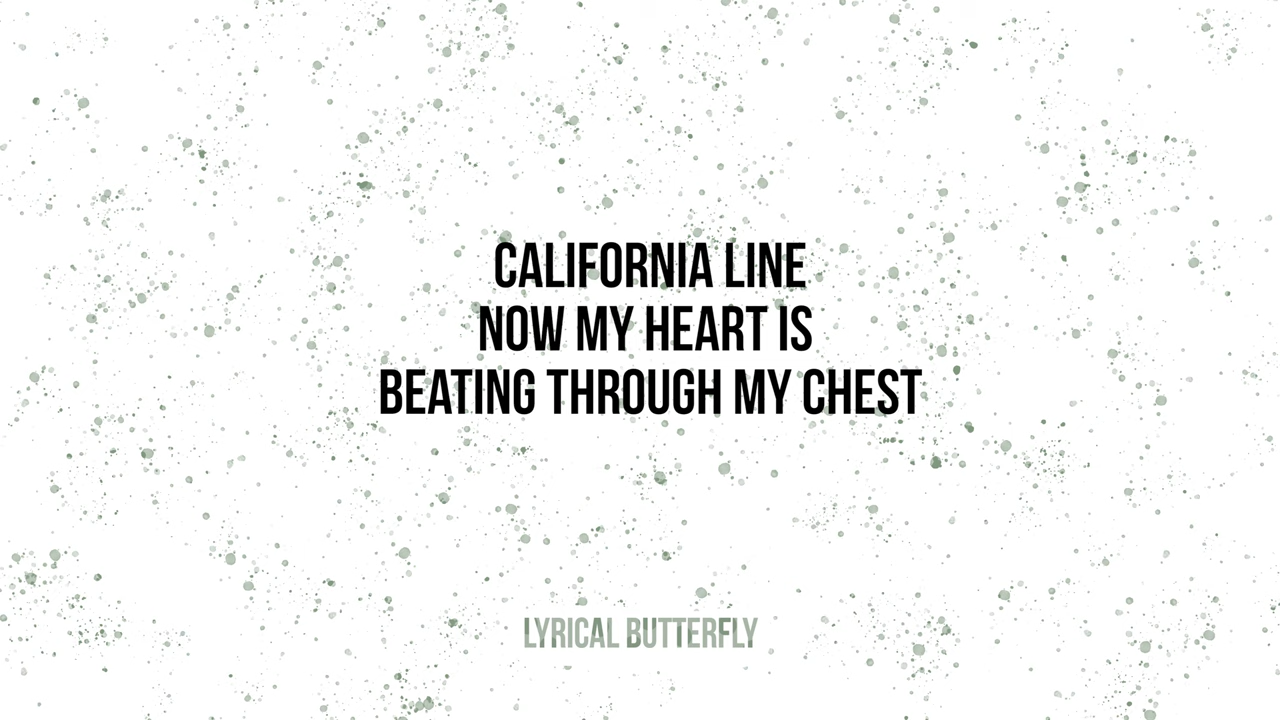 CALIFORNIA LINE
NOW MY HEART IS
BEATING THROUGH MY CHEST
LYRICAL BUTTERFLY